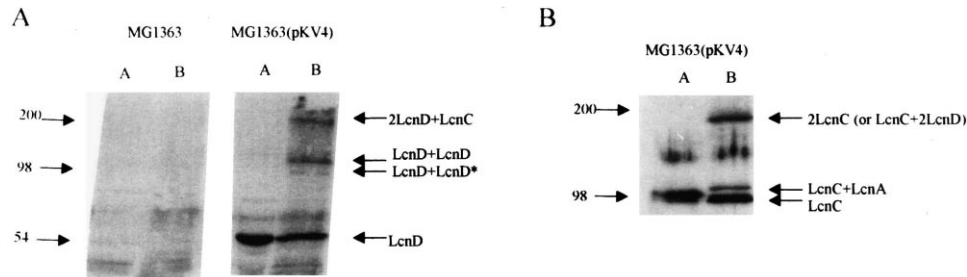 A
MG1363
MG1363(pKV4)
A B A B
200
98
54
2LcnD+LcnC
LcnD+LcnD
LcnD+LcnD*
LcnD
B
MG1363(pKV4)
A B
200
98
2LcnC (or LcnC+2LcnD)
LcnC+LcnA
LcnC